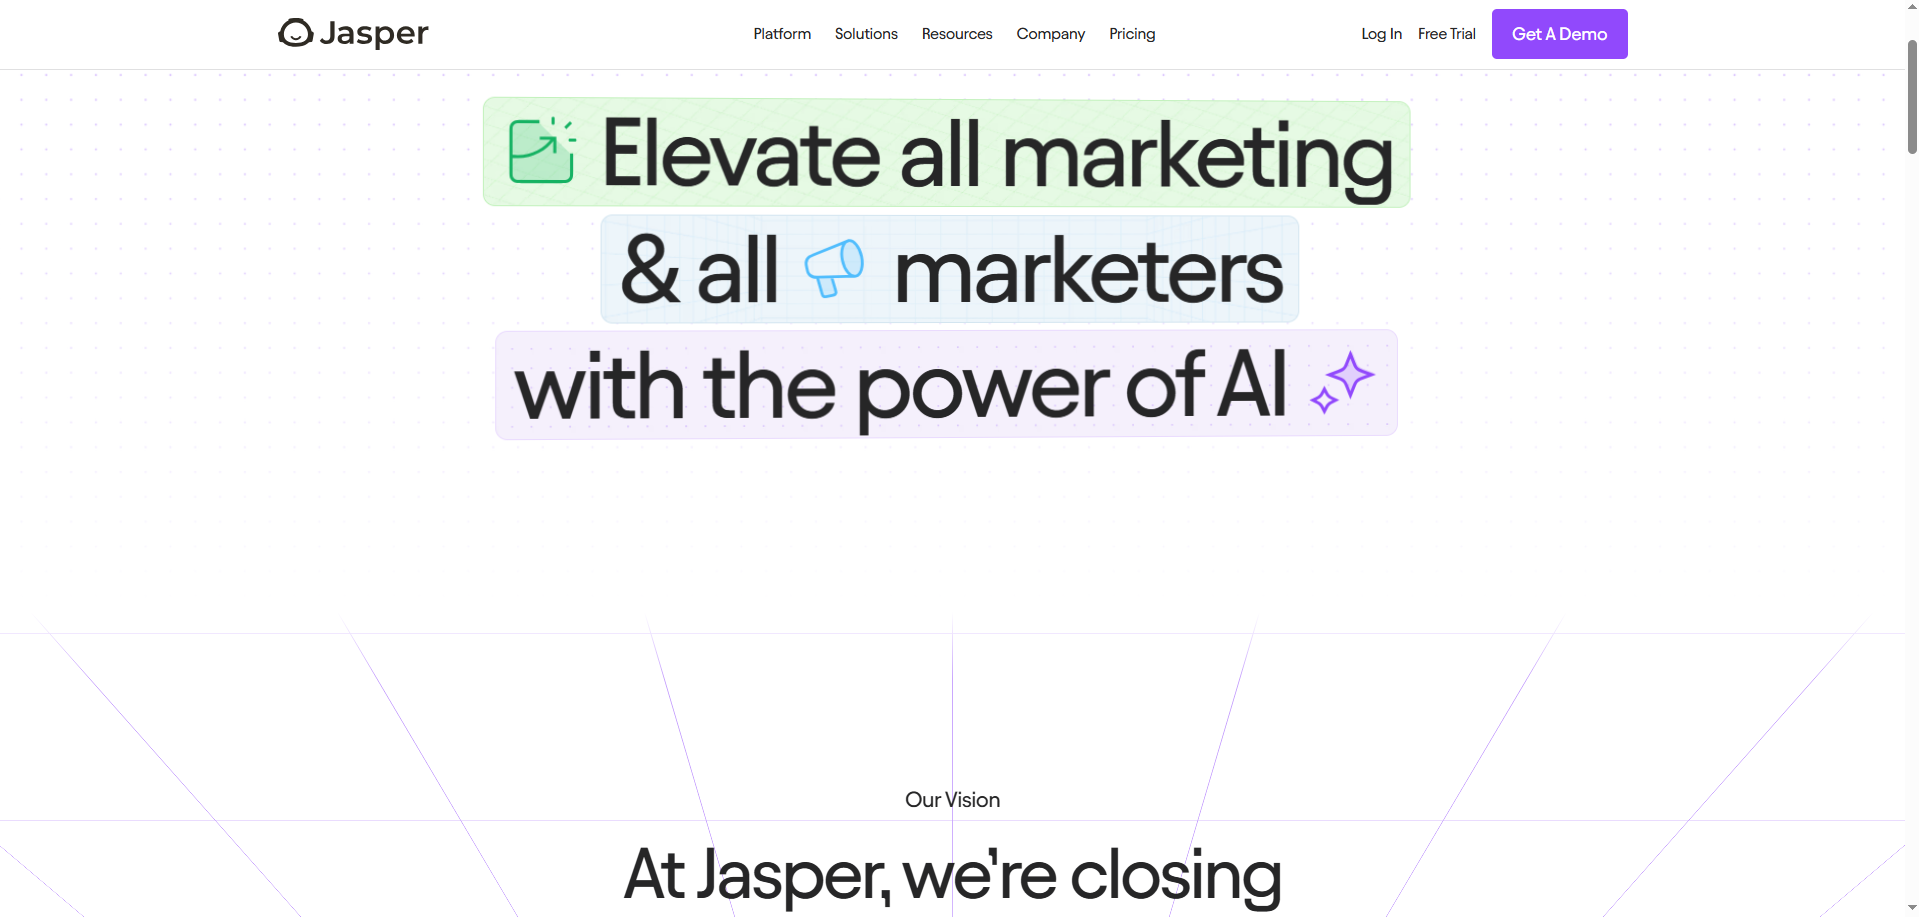 Jasper
Platform Solutions Resources Company Pricing
Log In Free Trial Get A Demo
Elevate all marketing
& all marketers
with the power of AI
Our Vision
At Jasper, we’re closing